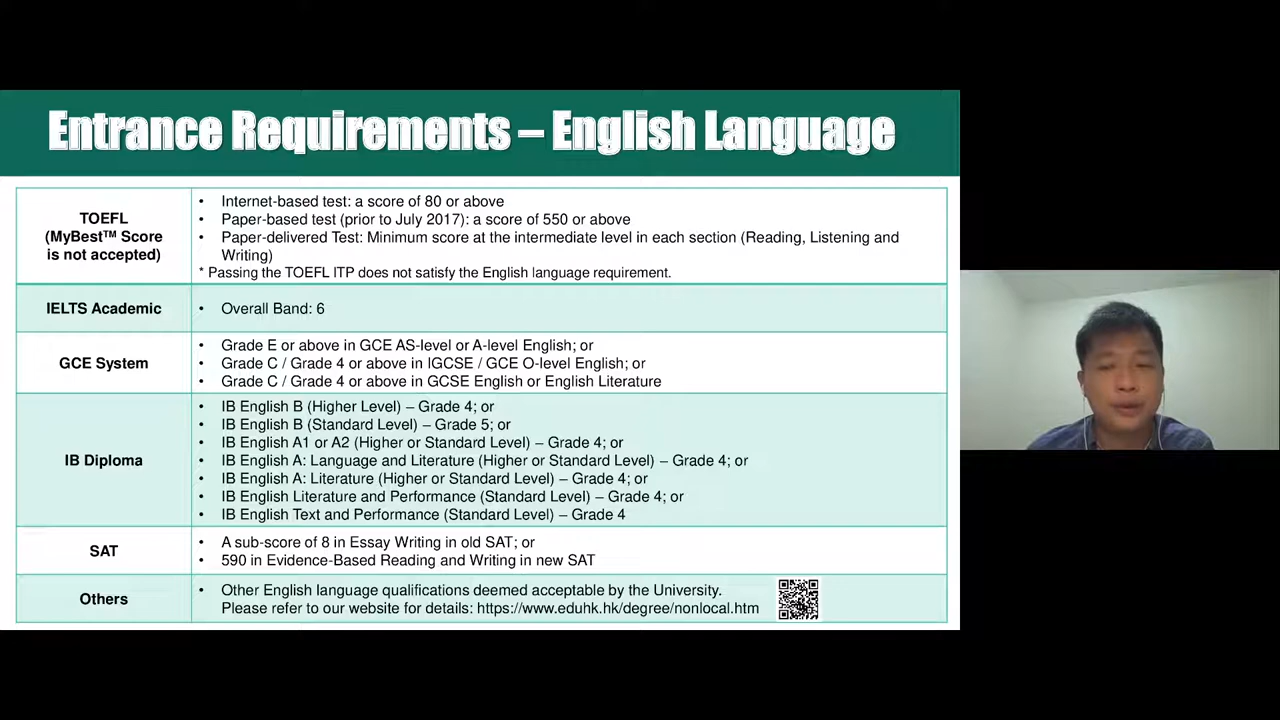 Entrance Requirements – English Language
TOEFL
(MyBest™ Score
is not accepted)
• Internet-based test: a score of 80 or above
• Paper-based test (prior to July 2017): a score of 550 or above
• Paper-delivered Test: Minimum score at the intermediate level in each section (Reading, Listening and
Writing)
* Passing the TOEFL ITP does not satisfy the English language requirement.
IELTS Academic
• Overall Band: 6
GCE System
• Grade E or above in GCE AS-level or A-level English; or
• Grade C / Grade 4 or above in IGCSE / GCE O-level English; or
• Grade C / Grade 4 or above in GCSE English or English Literature
IB Diploma
• IB English B (Higher Level) – Grade 4; or
• IB English B (Standard Level) – Grade 5; or
• IB English A1 or A2 (Higher or Standard Level) – Grade 4; or
• IB English A: Language and Literature (Higher or Standard Level) – Grade 4; or
• IB English A: Literature (Higher or Standard Level) – Grade 4; or
• IB English Literature and Performance (Standard Level) – Grade 4; or
• IB English Text and Performance (Standard Level) – Grade 4
SAT
• A sub-score of 8 in Essay Writing in old SAT; or
• 590 in Evidence-Based Reading and Writing in new SAT
Others
• Other English language qualifications deemed acceptable by the University.
Please refer to our website for details: https://www.eduhk.hk/degree/nonlocal.htm